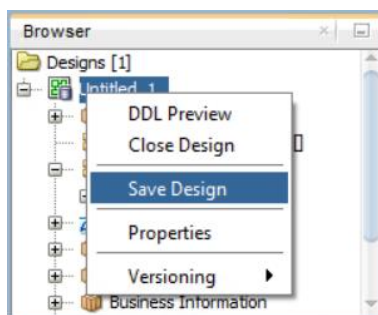 Browser
Designs [1]
Untitled_1
DDL Preview
Close Design
[]
Save Design
Properties
Versioning
Business Information